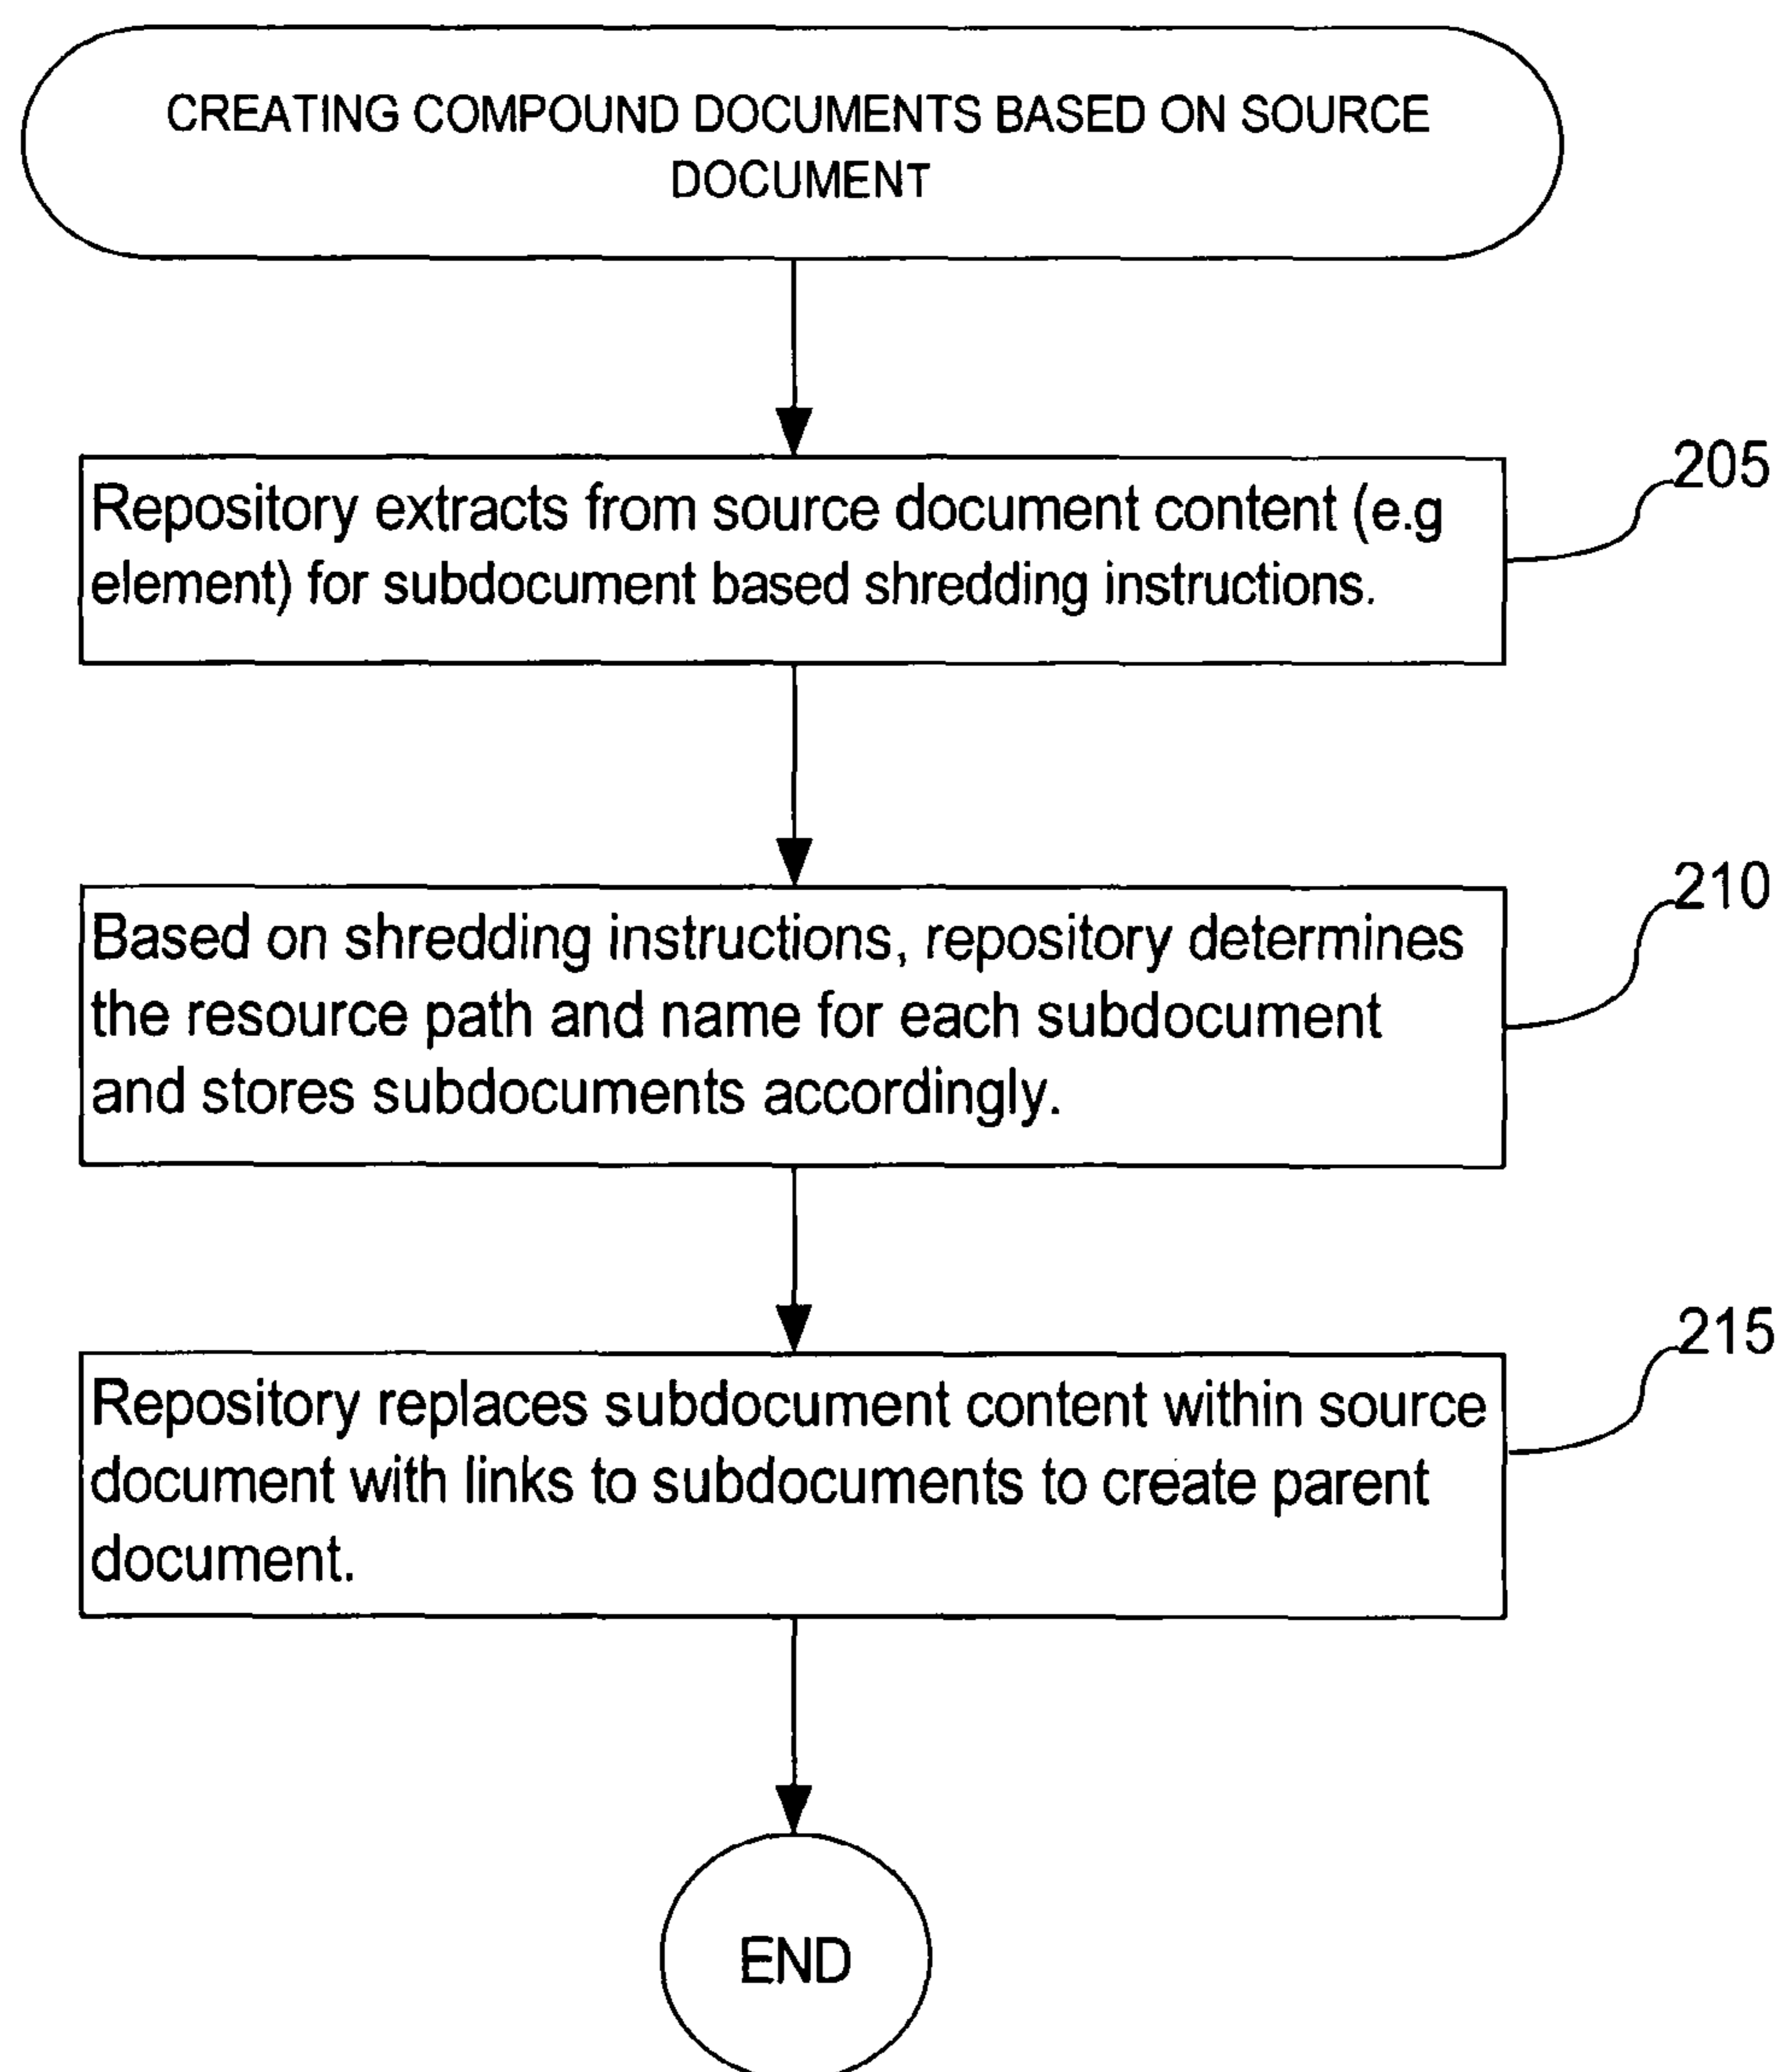 CREATING COMPOUND DOCUMENTS BASED ON SOURCE
DOCUMENT
205
Repository extracts from source document content (e.g
element) for subdocument based shredding instructions.
210
Based on shredding instructions, repository determines
the resource path and name for each subdocument
and stores subdocuments accordingly.
215
Repository replaces subdocument content within source
document with links to subdocuments to create parent
document.
END